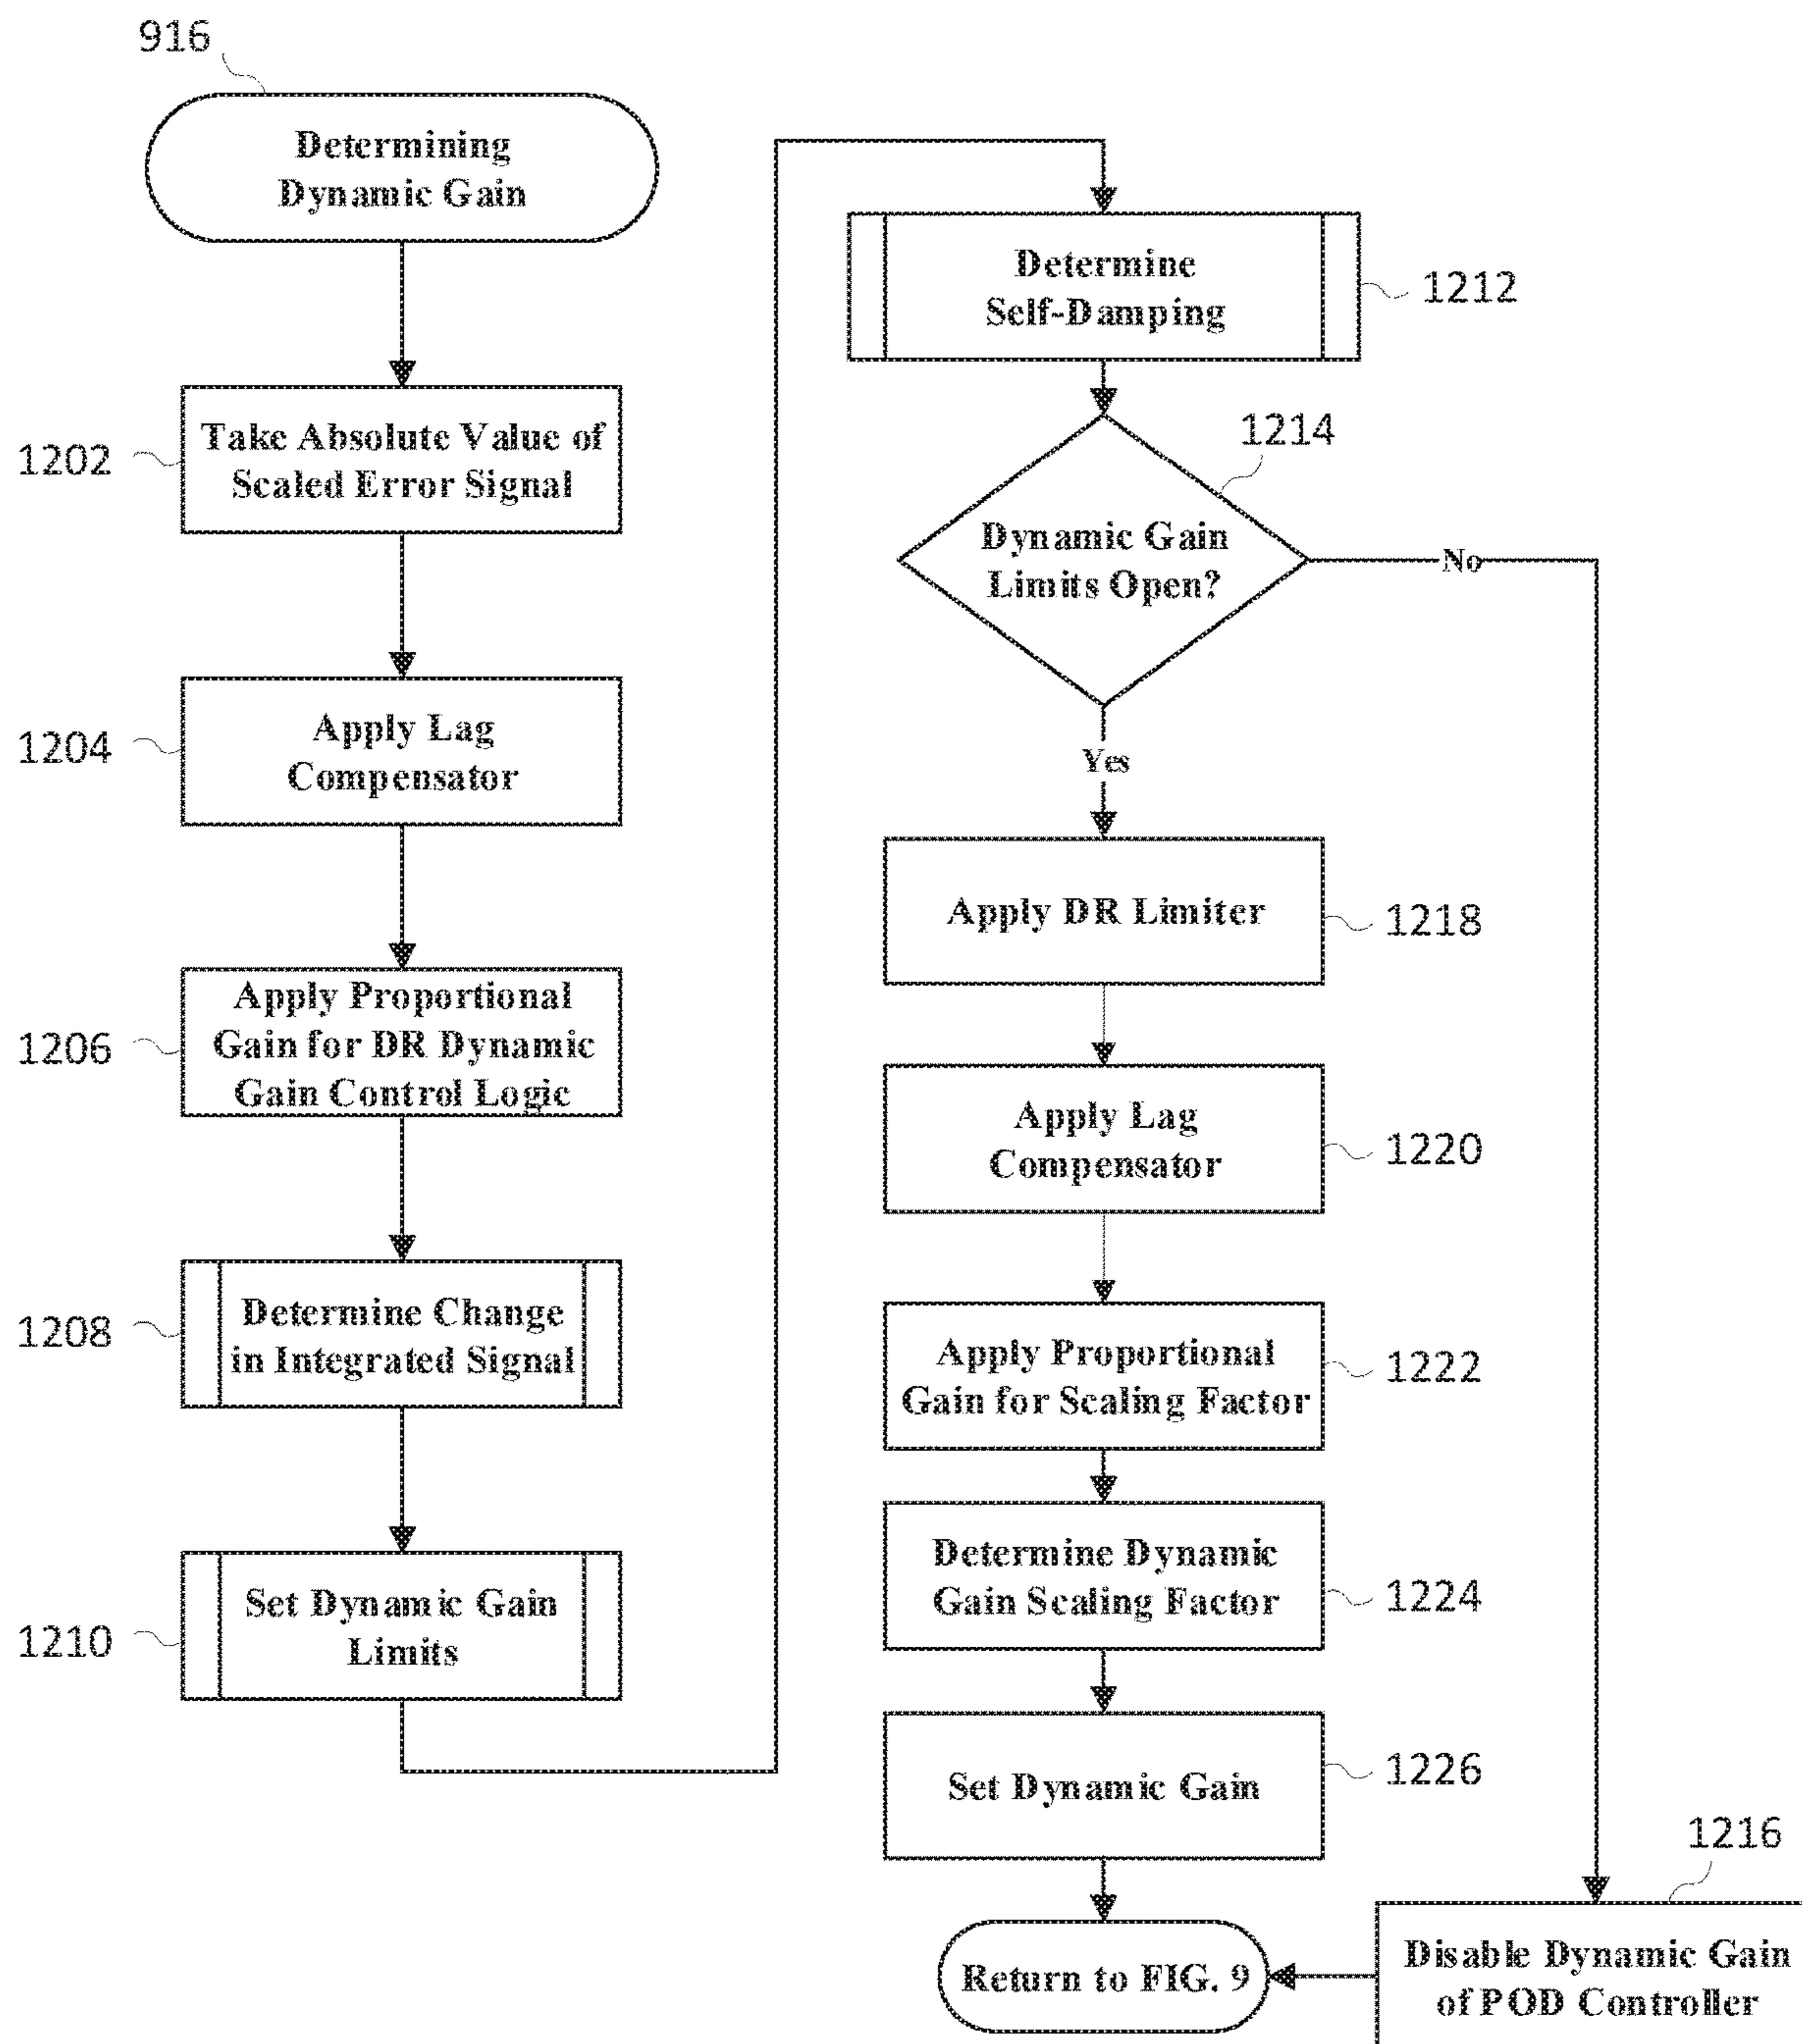 916
Determining
Dynamic Gain
1202
Take Absolute Value of
Scaled Error Signal
1204
Apply Lag
Compensator
1206
Apply Proportional
Gain for DR Dynamic
Gain Control Logic
1208
Determine Change
in Integrated Signal
1210
Set Dynamic Gain
Limits
Determine
Self-Damping
1212
1214
Dynamic Gain
Limits Open?
No
Yes
Apply DR Limiter
1218
Apply Lag
Compensator
1220
Apply Proportional
Gain for Scaling Factor
1222
Determine Dynamic
Gain Scaling Factor
1224
Set Dynamic Gain
1226
1216
Disable Dynamic Gain
of POD Controller
Return to FIG. 9